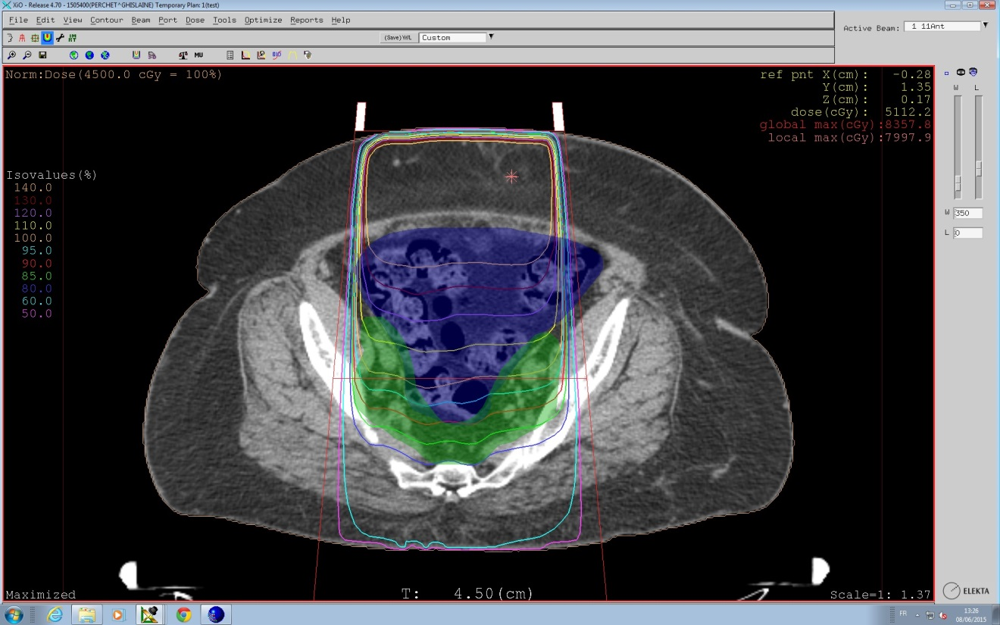 XiO - Release 4.70 - 1505400(PERCHET^GHISLAINE) Temporary Plan: 1(test)
File Edit View Contour Beam Port Dose Tools Optimize Reports Help
Active Beam: 1 11Ant
(Save) W/L Custom
IM
RT
MU
BIO
Norm:Dose(4500.0 cGy = 100%)
ref pnt X(cm): -0.28
Y(cm): 1.35
Z(cm): 0.17
dose(cGy): 5112.2
global max(cGy):8357.8
local max(cGy):7997.9
W L
Isovalues(%)
140.0
130.0
120.0
110.0
100.0
95.0
90.0
85.0
80.0
60.0
50.0
W 350
L 0
Maximized
T: 4.50(cm)
Scale=1: 1.37
ELEKTA
FR
13:26
08/06/2015